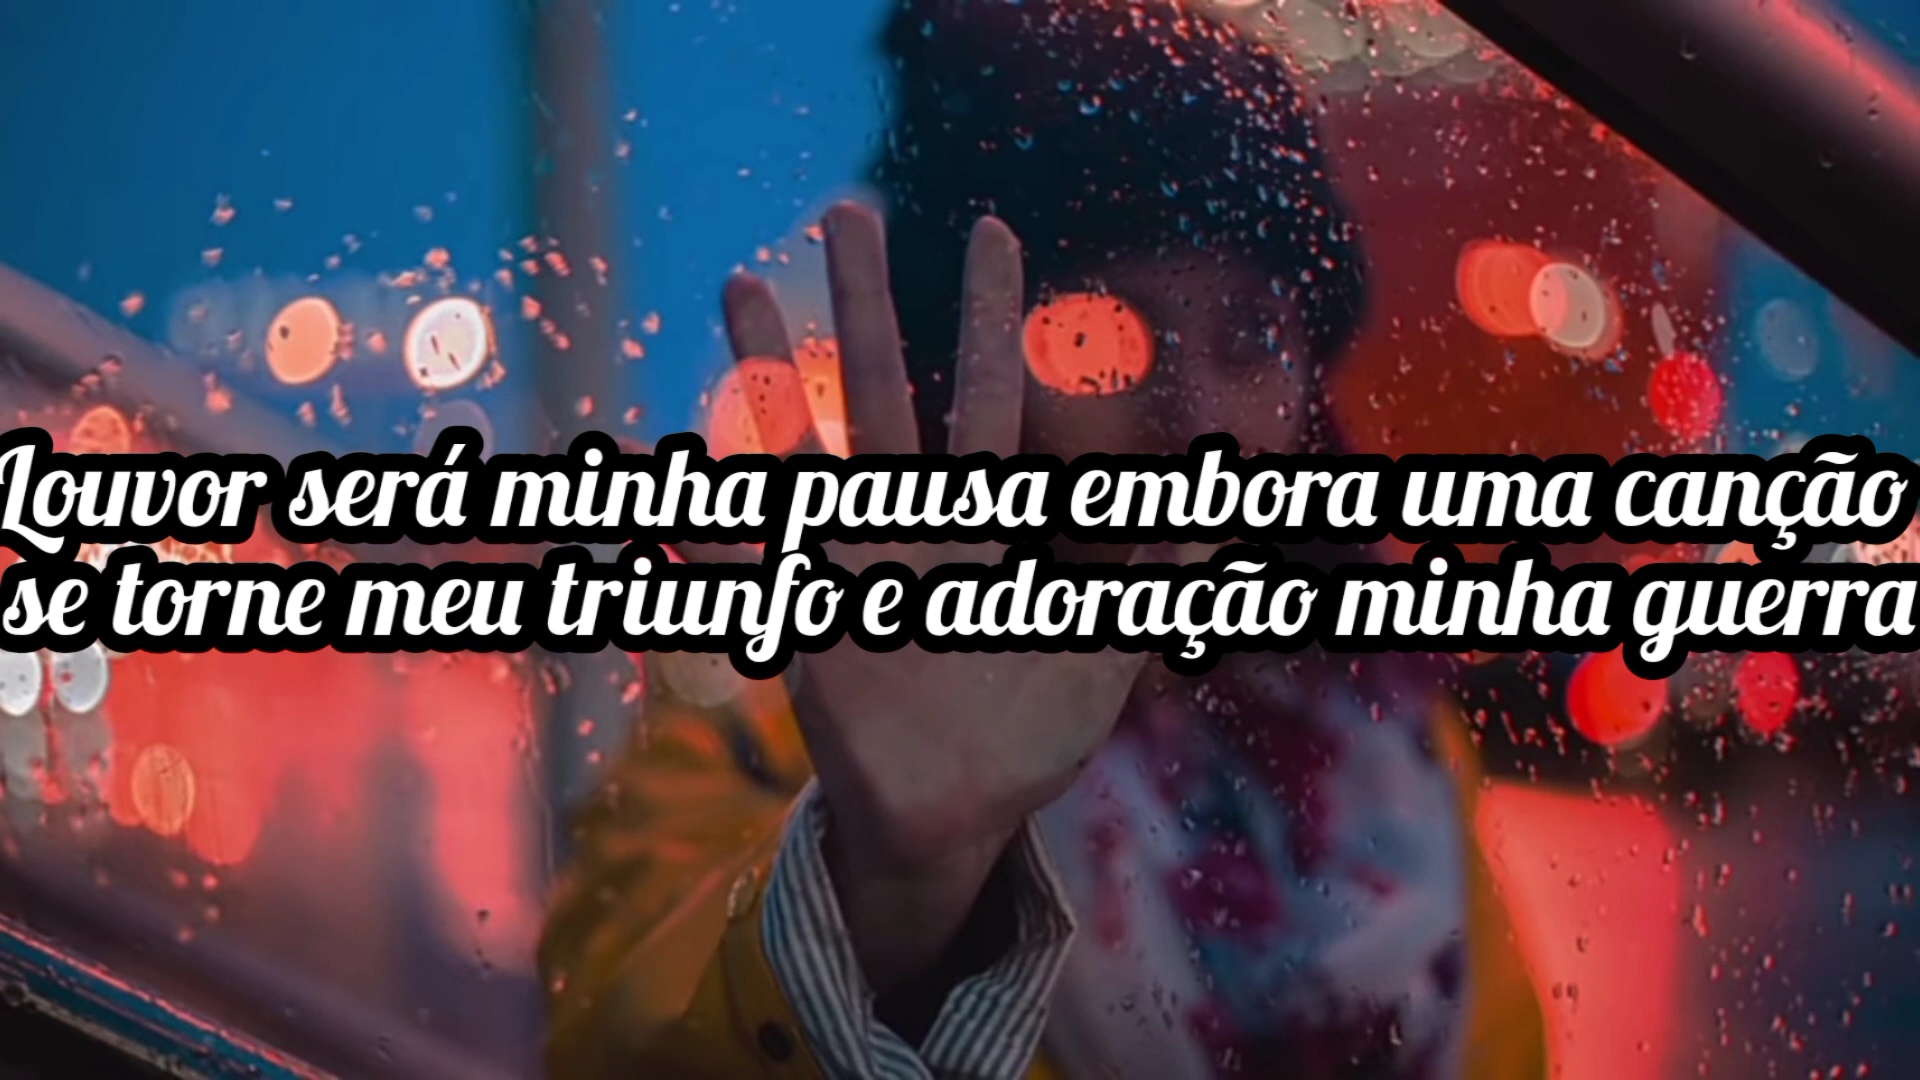 Louvor será minha pausa embora uma canção
se torne meu triunfo e adoração minha guerra